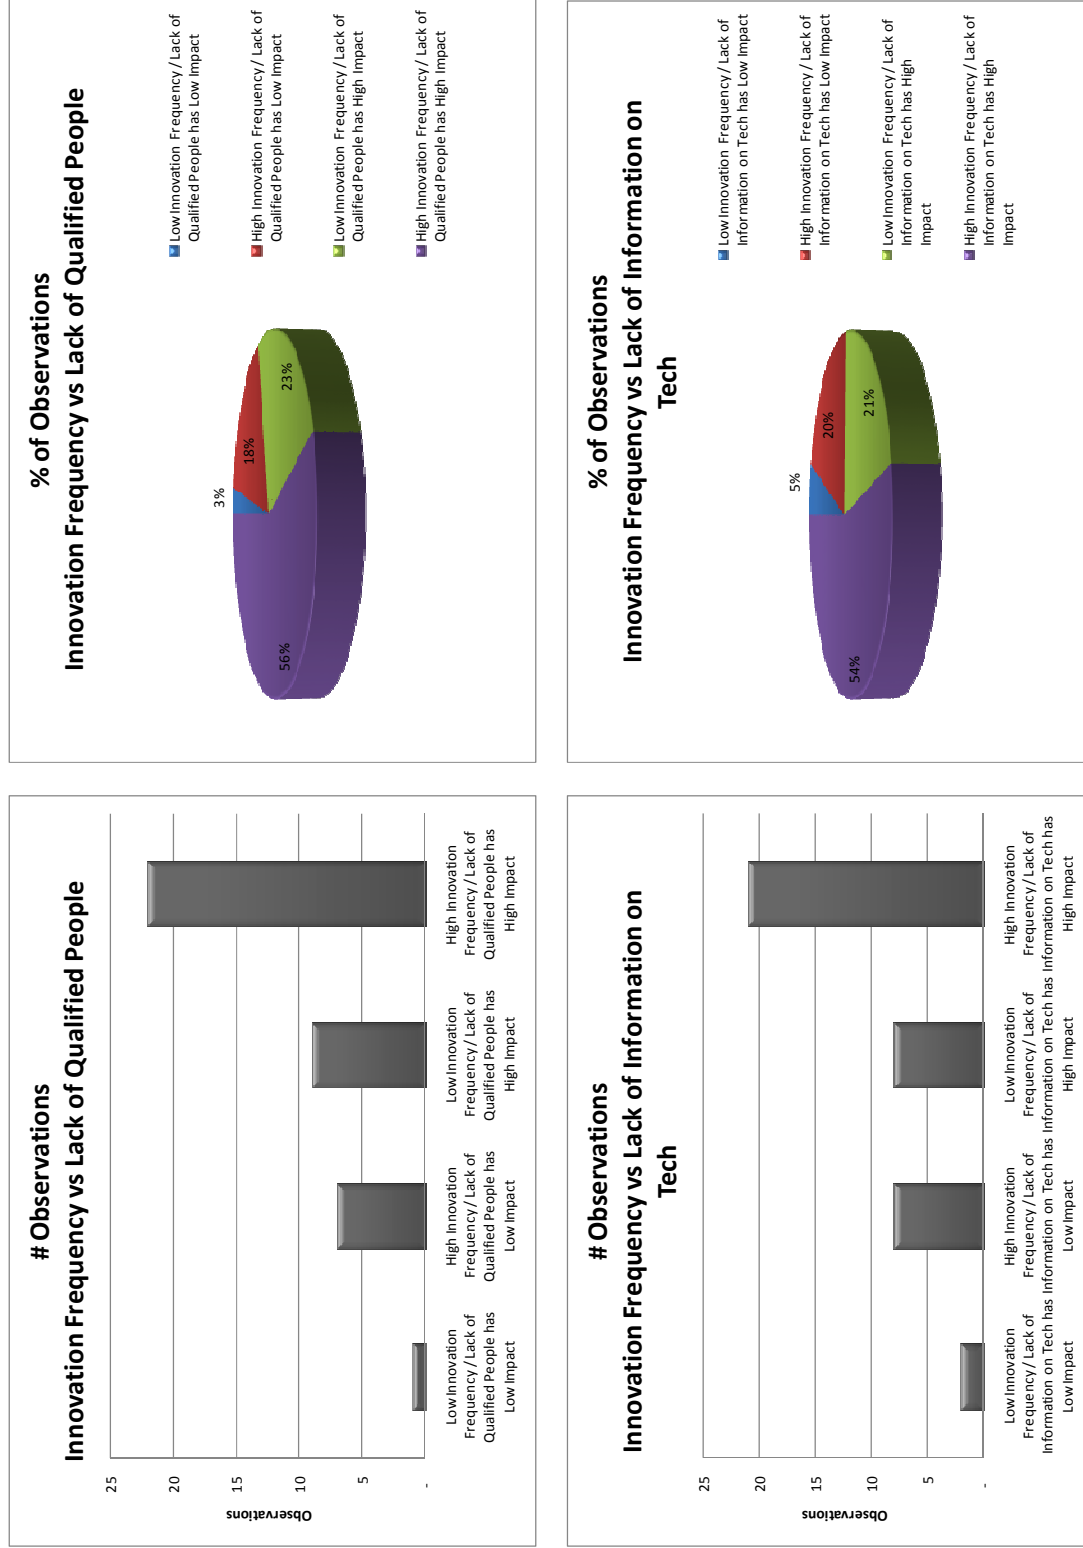 # Observations
Innovation Frequency vs Lack of Qualified People
Observations
25
20
15
10
5
-
Low Innovation
Frequency / Lack of
Qualified People has
Low Impact
High Innovation
Frequency / Lack of
Qualified People has
Low Impact
Low Innovation
Frequency / Lack of
Qualified People has
High Impact
High Innovation
Frequency / Lack of
Qualified People has
High Impact
% of Observations
Innovation Frequency vs Lack of Qualified People
3%
18%
23%
56%
Low Innovation Frequency / Lack of
Qualified People has Low Impact
High Innovation Frequency / Lack of
Qualified People has Low Impact
Low Innovation Frequency / Lack of
Qualified People has High Impact
High Innovation Frequency / Lack of
Qualified People has High Impact
# Observations
Innovation Frequency vs Lack of Information on
Tech
Observations
25
20
15
10
5
-
Low Innovation
Frequency / Lack of
Information on Tech has
Low Impact
High Innovation
Frequency / Lack of
Information on Tech has
Low Impact
Low Innovation
Frequency / Lack of
Information on Tech has
High Impact
High Innovation
Frequency / Lack of
Information on Tech has
High Impact
% of Observations
Innovation Frequency vs Lack of Information on
Tech
5%
20%
21%
54%
Low Innovation Frequency / Lack of
Information on Tech has Low Impact
High Innovation Frequency / Lack of
Information on Tech has Low Impact
Low Innovation Frequency / Lack of
Information on Tech has High
Impact
High Innovation Frequency / Lack of
Information on Tech has High
Impact